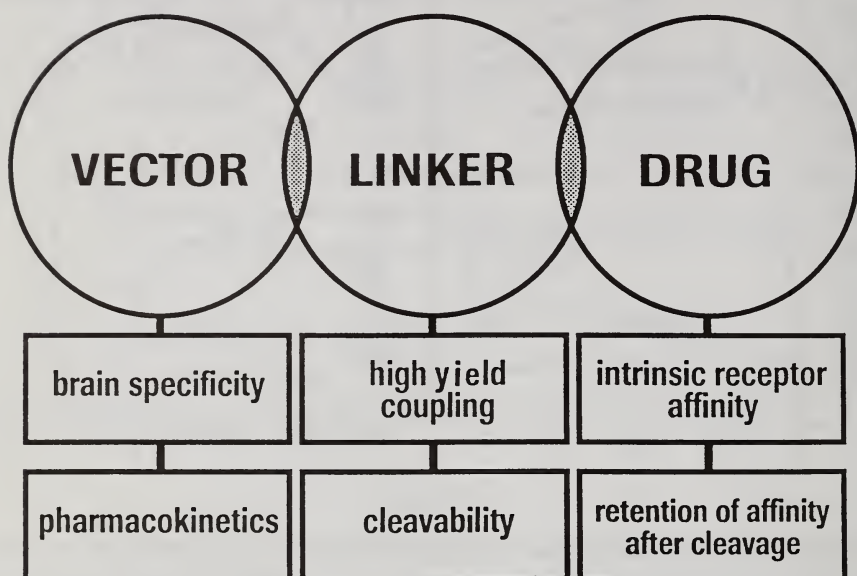 VECTOR LINKER DRUG
brain specificity
high yield
coupling
intrinsic receptor
affinity
pharmacokinetics
cleavability
retention of affinity
after cleavage